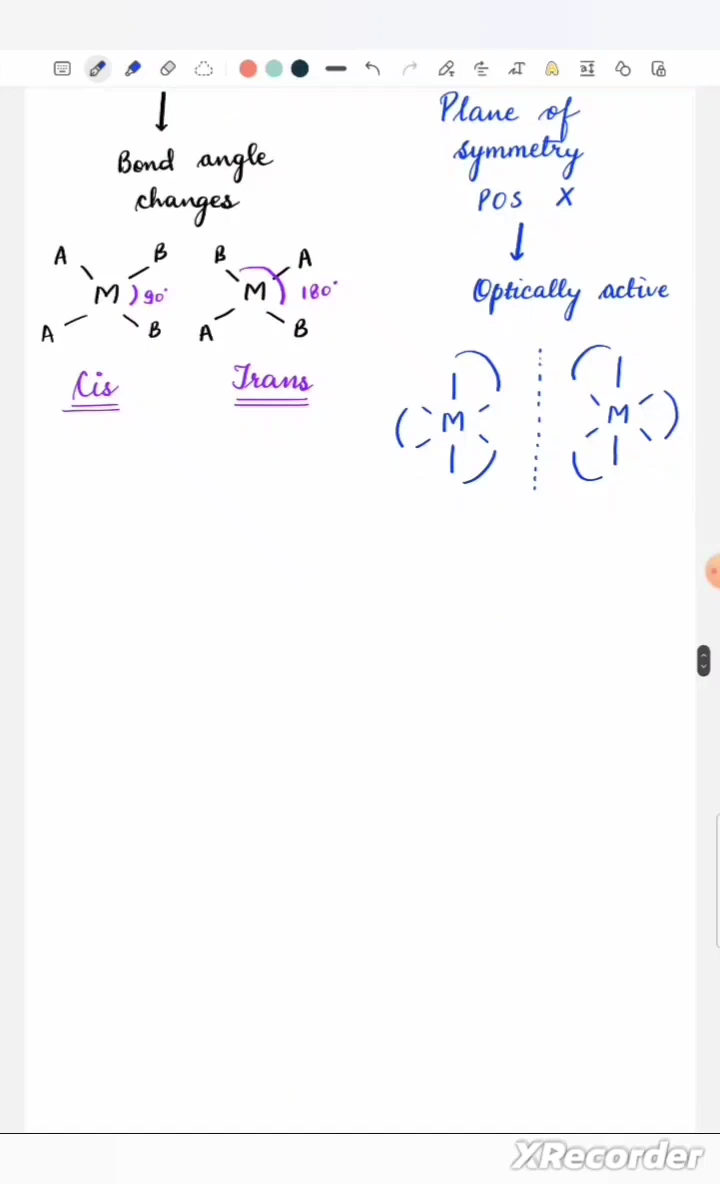 Bond angle
changes
A B
M 90°
A B
B A
M 180°
A B
Cis
Trans
Plane of
symmetry
POS X
Optically active
M M
XRecorder